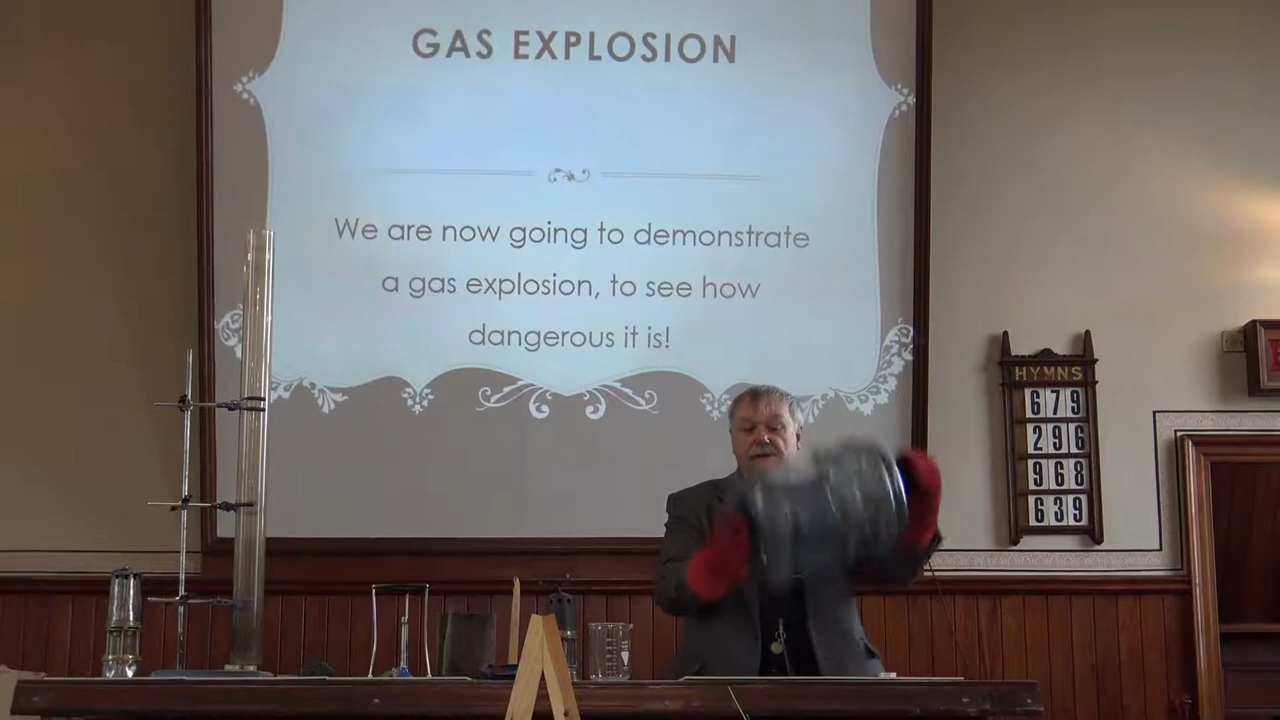 GAS EXPLOSION
We are now going to demonstrate
a gas explosion, to see how
dangerous it is!
HYMNS
679
296
968
639